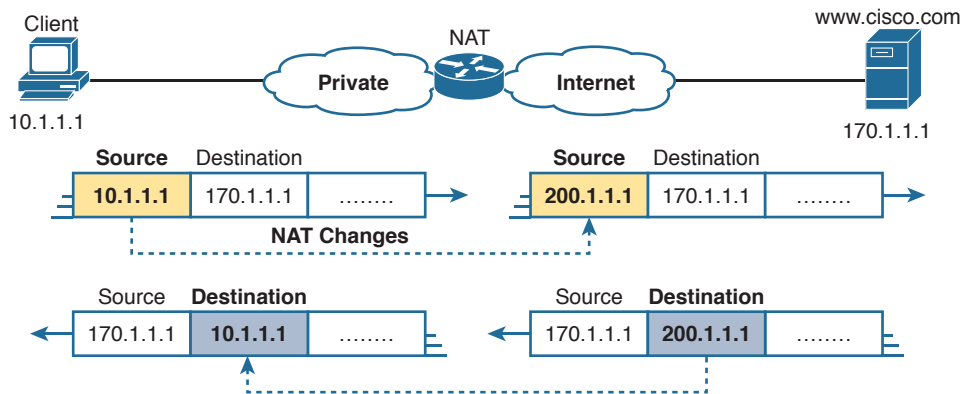 Client
NAT
www.cisco.com
Private
Internet
10.1.1.1
170.1.1.1
Source Destination
Source Destination
10.1.1.1 170.1.1.1 ........
200.1.1.1 170.1.1.1 ........
NAT Changes
Source Destination
Source Destination
170.1.1.1 10.1.1.1 ........
170.1.1.1 200.1.1.1 ........